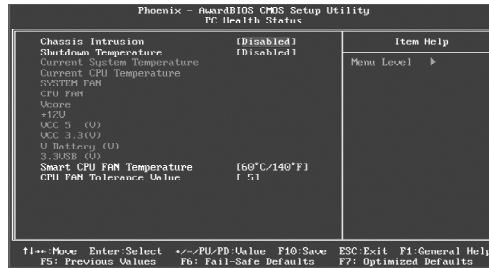 Phoenix - AwardBIOS CMOS Setup Utility
PC Health Status
Chassis Intrusion [Disabled]
Shutdown Temperature [Disabled]
Current System Temperature
Current CPU Temperature
SYSTEM FAN
CPU FAN
Vcore
+12V
VCC 5 (V)
VCC 3.3(V)
V Battery (V)
3.3VSB (V)
Smart CPU FAN Temperature [60°C/140°F]
CPU FAN Tolerance Value [ 5]
Item Help
Menu Level ▶
↑↓→←:Move Enter:Select +/-/PU/PD:Value F10:Save ESC:Exit F1:General Help
F5: Previous Values F6: Fail-Safe Defaults F7: Optimized Defaults